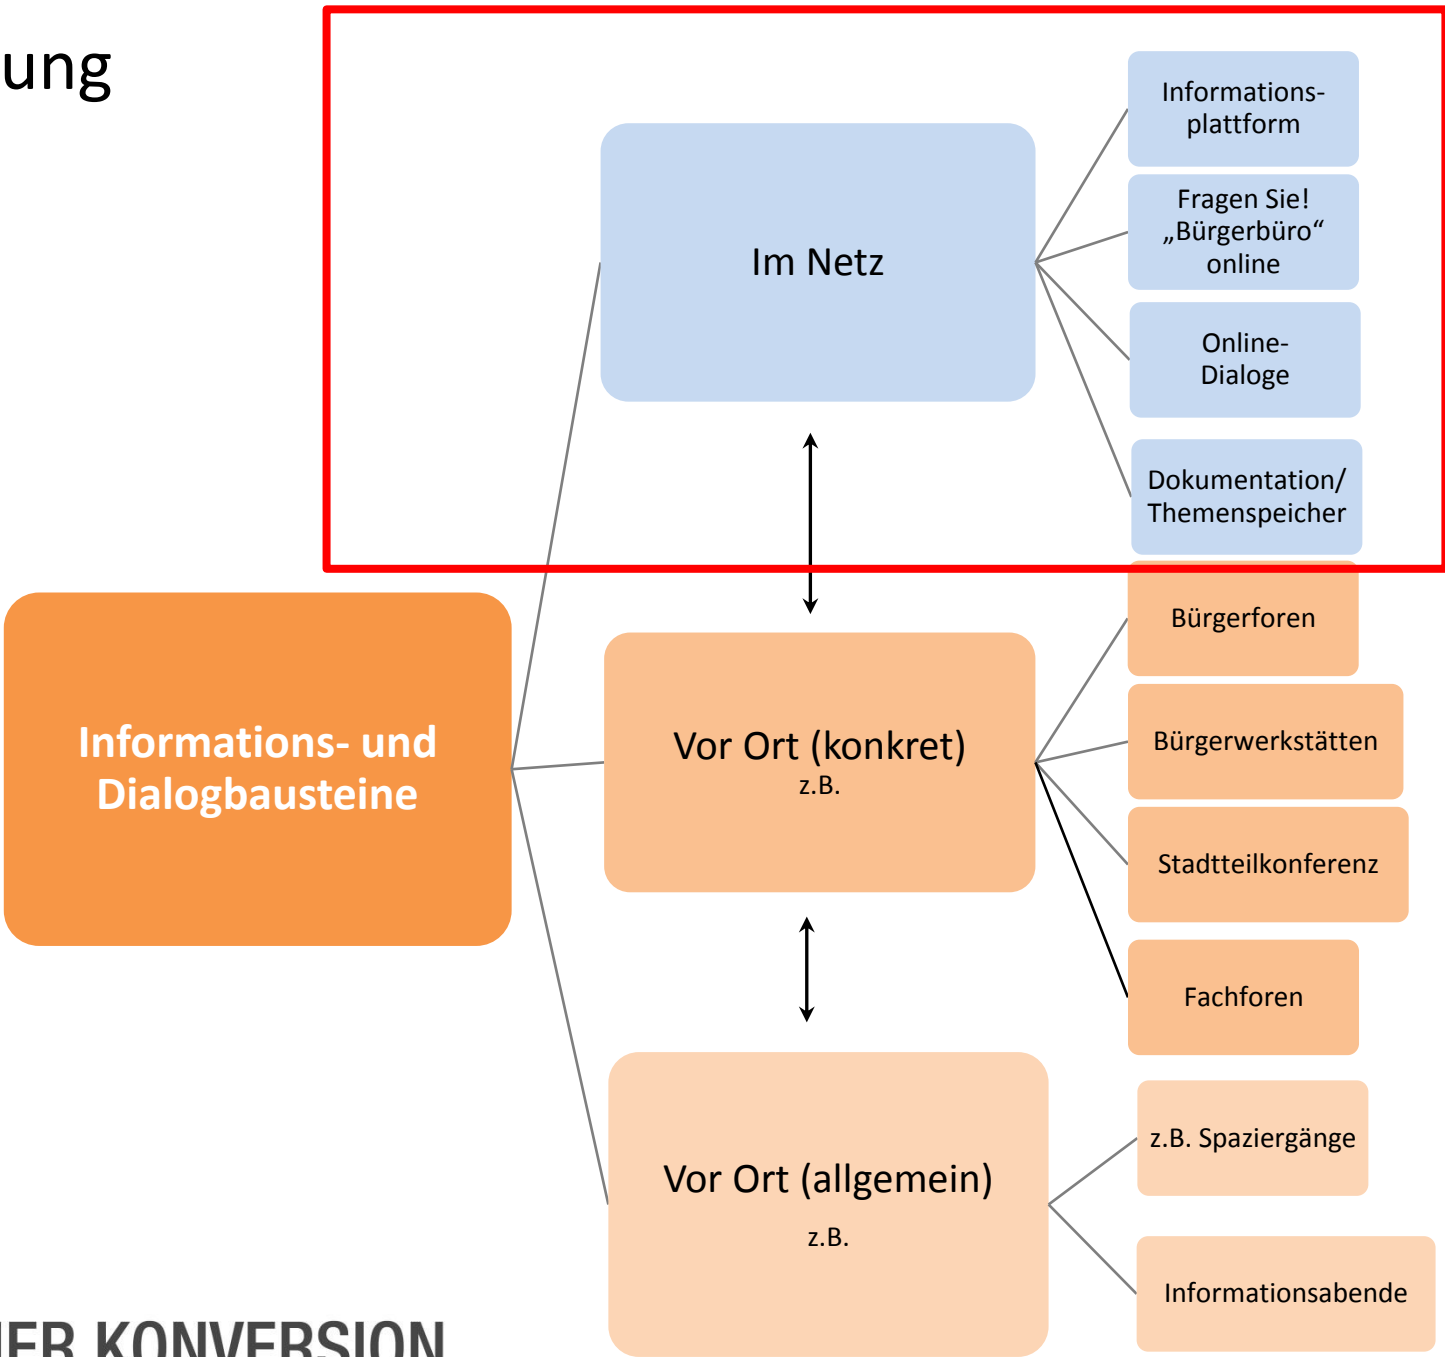 ung
Im Netz
Informations-
plattform
Fragen Sie!
„Bürgerbüro“
online
Online-
Dialoge
Dokumentation/
Themenspeicher
Informations- und
Dialogbausteine
Vor Ort (konkret)
z.B.
Bürgerforen
Bürgerwerkstätten
Stadtteilkonferenz
Fachforen
Vor Ort (allgemein)
z.B.
z.B. Spaziergänge
Informationsabende
KONVERSION